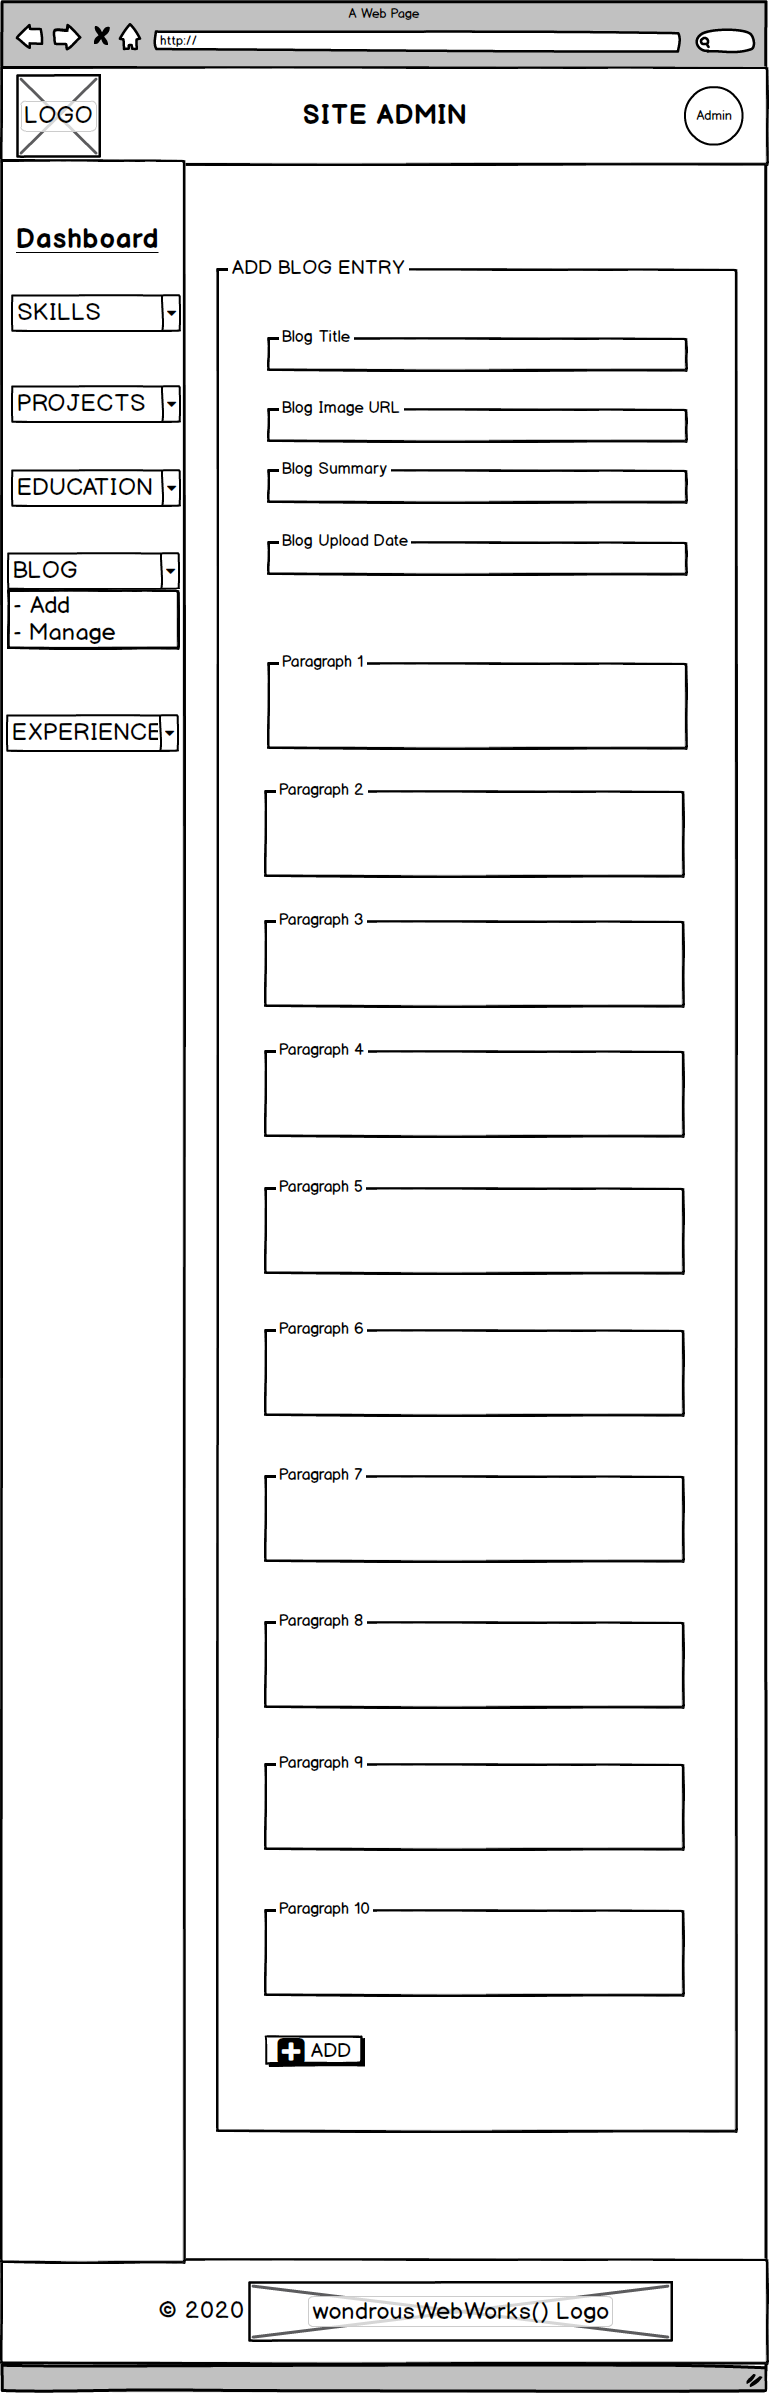 A Web Page
http://
LOGO
SITE ADMIN
Admin
Dashboard
SKILLS
PROJECTS
EDUCATION
BLOG
- Add
- Manage
EXPERIENCE
ADD BLOG ENTRY
Blog Title
Blog Image URL
Blog Summary
Blog Upload Date
Paragraph 1
Paragraph 2
Paragraph 3
Paragraph 4
Paragraph 5
Paragraph 6
Paragraph 7
Paragraph 8
Paragraph 9
Paragraph 10
ADD
© 2020
wondrousWebWorks() Logo